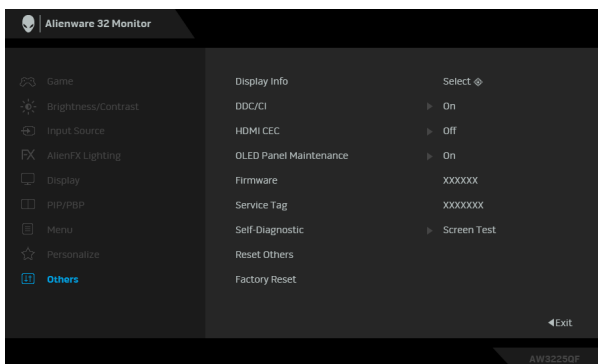 Alienware 32 Monitor
Game
Brightness/Contrast
Input Source
AlienFX Lighting
Display
PIP/PBP
Menu
Personalize
Others
Display Info Select
DDC/CI On
HDMI CEC Off
OLED Panel Maintenance On
Firmware XXXXXX
Service Tag XXXXXXX
Self-Diagnostic Screen Test
Reset Others
Factory Reset
Exit
AW3225QF